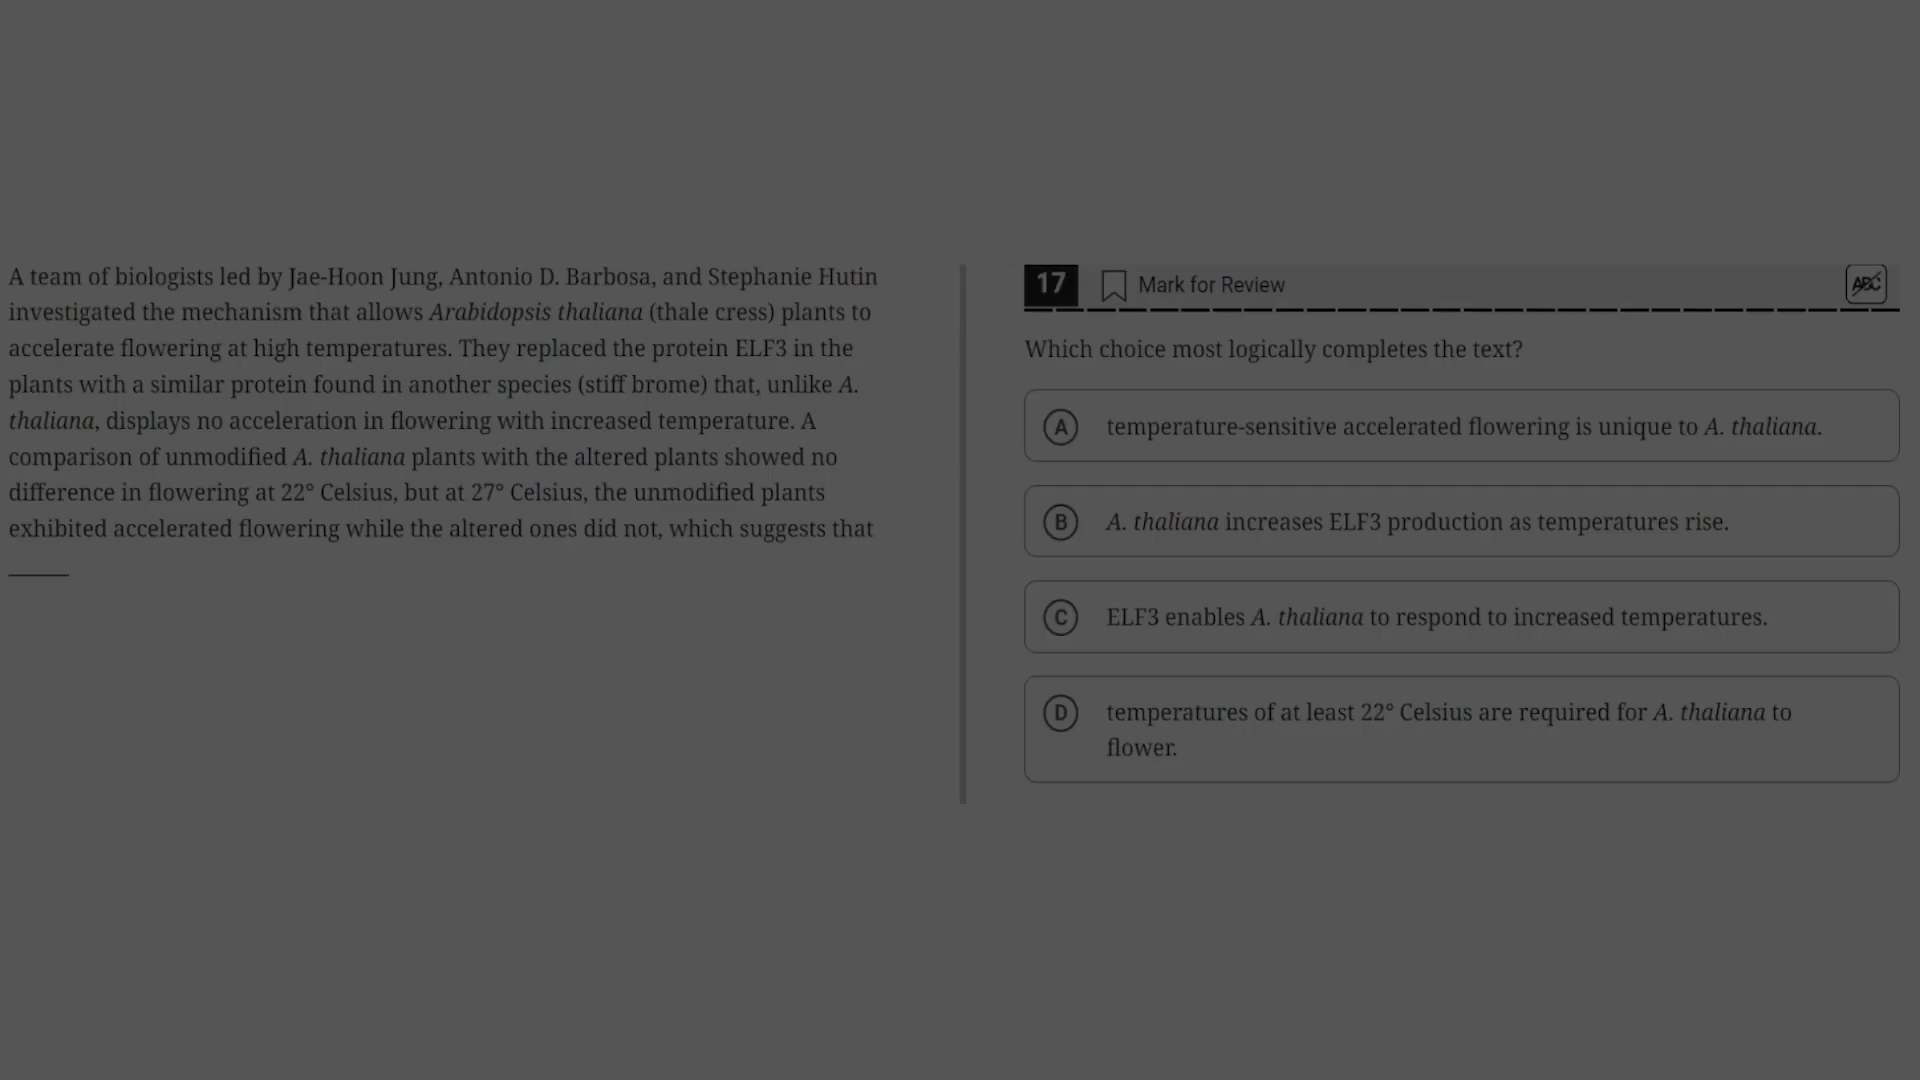 A team of biologists led by Jae-Hoon Jung, Antonio D. Barbosa, and Stephanie Hutin
investigated the mechanism that allows Arabidopsis thaliana (thale cress) plants to
accelerate flowering at high temperatures. They replaced the protein ELF3 in the
plants with a similar protein found in another species (stiff brome) that, unlike A.
thaliana, displays no acceleration in flowering with increased temperature. A
comparison of unmodified A. thaliana plants with the altered plants showed no
difference in flowering at 22° Celsius, but at 27° Celsius, the unmodified plants
exhibited accelerated flowering while the altered ones did not, which suggests that
______
17 Mark for Review ABC
Which choice most logically completes the text?
A temperature-sensitive accelerated flowering is unique to A. thaliana.
B A. thaliana increases ELF3 production as temperatures rise.
C ELF3 enables A. thaliana to respond to increased temperatures.
D temperatures of at least 22° Celsius are required for A. thaliana to
flower.